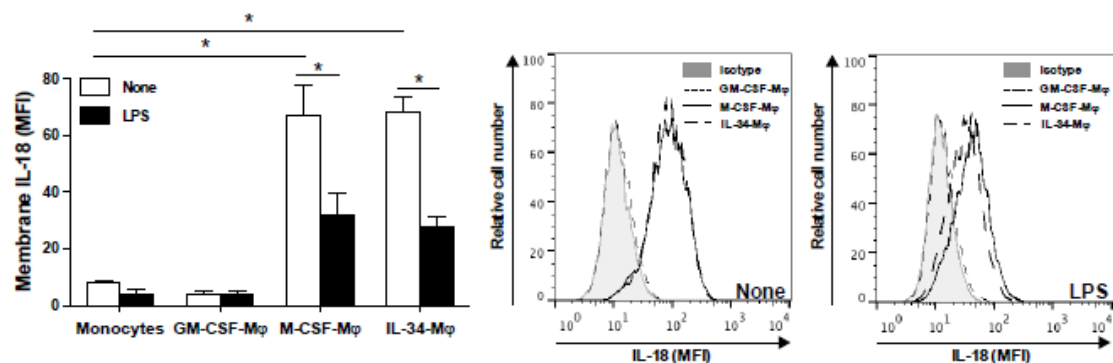 *
*
*
*
80
60
40
20
0
Membrane IL-18 (MFI)
None
LPS
Monocytes GM-CSF-Mφ M-CSF-Mφ IL-34-Mφ
100
80
60
40
20
0
Relative cell number
Isotype
GM-CSF-Mφ
M-CSF-Mφ
IL-34-Mφ
None
10⁰ 10¹ 10² 10³ 10⁴
IL-18 (MFI)
100
80
60
40
20
0
Relative cell number
Isotype
GM-CSF-Mφ
M-CSF-Mφ
IL-34-Mφ
LPS
10⁰ 10¹ 10² 10³ 10⁴
IL-18 (MFI)